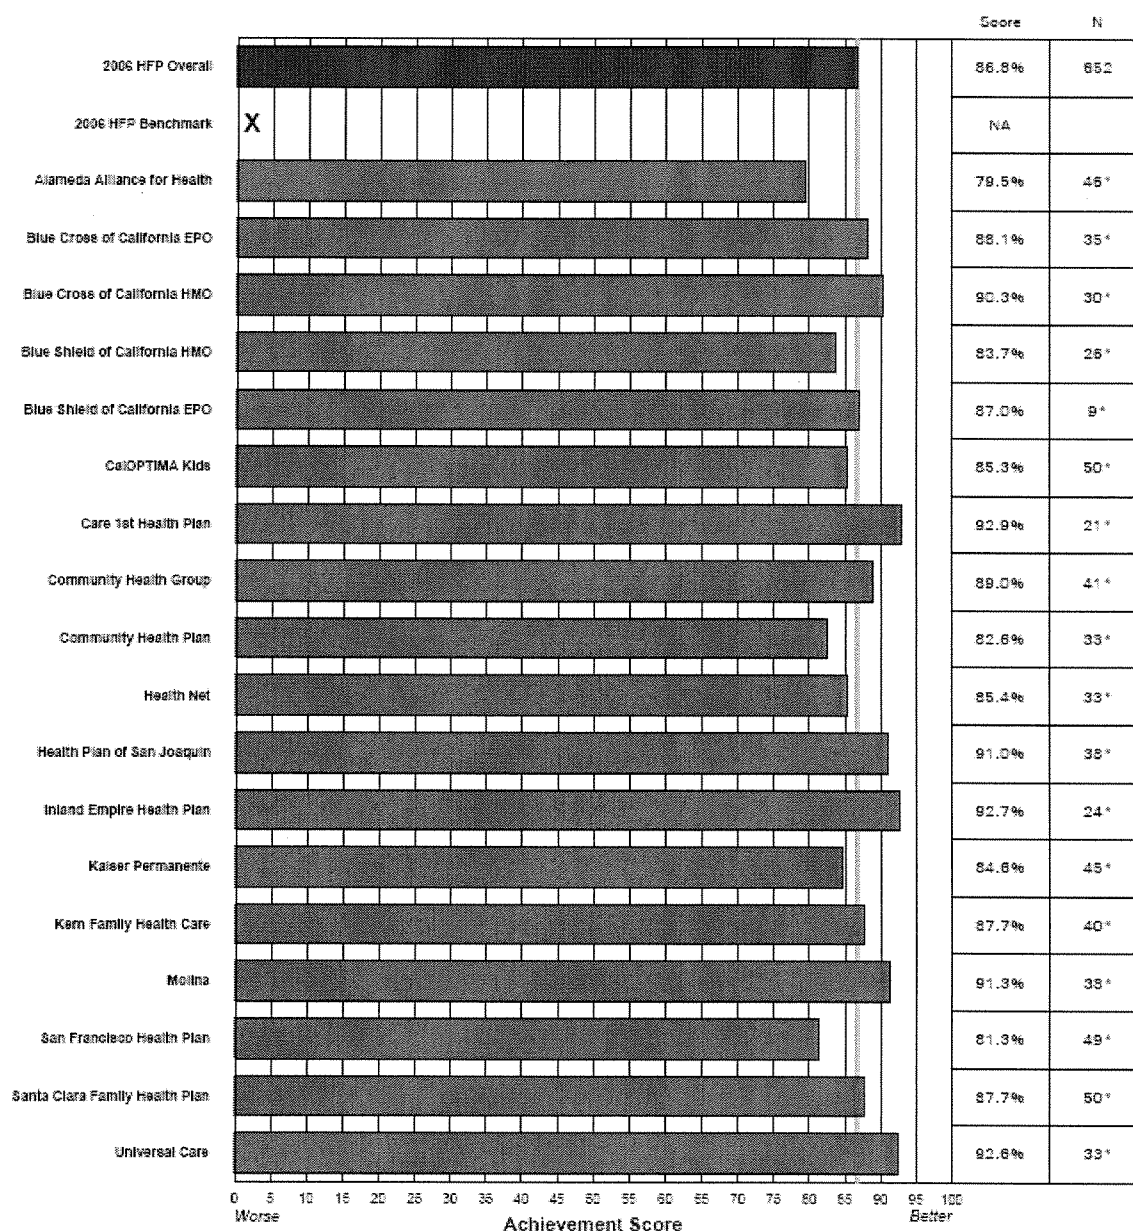 Score N
2006 HFP Overall 86.8% 652
2006 HFP Benchmark X NA
Alameda Alliance for Health 79.5% 46*
Blue Cross of California EPO 88.1% 35*
Blue Cross of California HMO 90.3% 30*
Blue Shield of California HMO 83.7% 26*
Blue Shield of California EPO 87.0% 9*
CalOPTIMA Kids 85.3% 50*
Care 1st Health Plan 92.9% 21*
Community Health Group 89.0% 41*
Community Health Plan 82.6% 33*
Health Net 85.4% 33*
Health Plan of San Joaquin 91.0% 38*
Inland Empire Health Plan 92.7% 24*
Kaiser Permanente 84.6% 45*
Kern Family Health Care 87.7% 40*
Molina 91.3% 38*
San Francisco Health Plan 81.3% 49*
Santa Clara Family Health Plan 87.7% 50*
Universal Care 92.6% 33*
0 5 10 15 20 25 30 35 40 45 50 55 60 65 70 75 80 85 90 95 100
Worse Better
Achievement Score